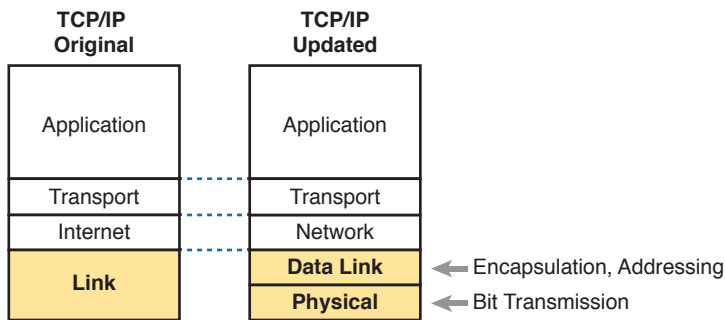 TCP/IP
Original
TCP/IP
Updated
Application
Application
Transport
Transport
Internet
Network
Link
Data Link
Encapsulation, Addressing
Physical
Bit Transmission